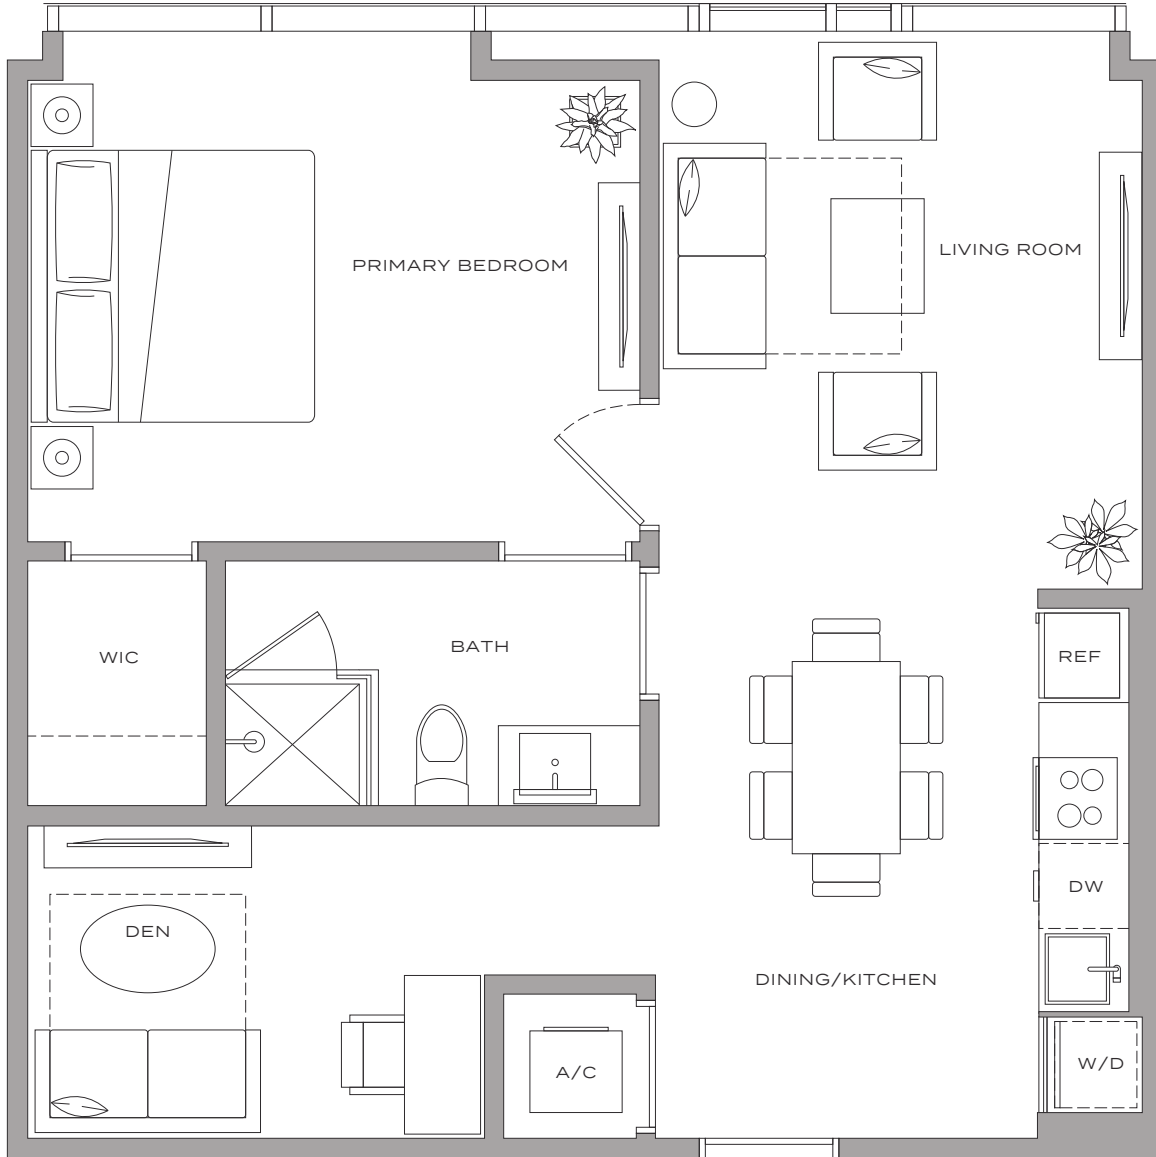 PRIMARY BEDROOM
LIVING ROOM
WIC
BATH
REF
DW
DEN
DINING/KITCHEN
A/C
W/D